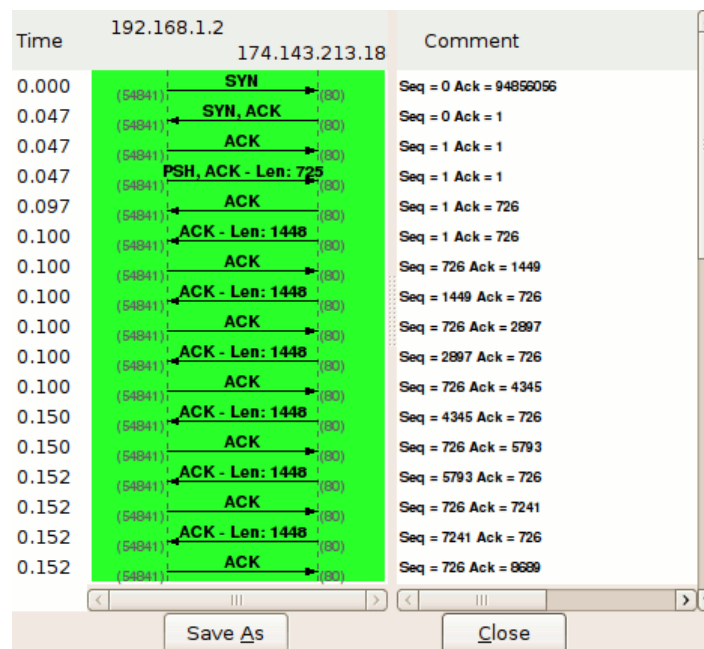 192.168.1.2
Time Comment
174.143.213.18
0.000 SYN Seq = 0 Ack = 94856056
(54841) (80)
0.047 SYN, ACK Seq = 0 Ack = 1
(54841) (80)
0.047 ACK Seq = 1 Ack = 1
(54841) (80)
0.047 PSH, ACK - Len: 725 Seq = 1 Ack = 1
(54841) (80)
0.097 ACK Seq = 1 Ack = 726
(54841) (80)
0.100 ACK - Len: 1448 Seq = 1 Ack = 726
(54841) (80)
0.100 ACK Seq = 726 Ack = 1449
(54841) (80)
0.100 ACK - Len: 1448 Seq = 1449 Ack = 726
(54841) (80)
0.100 ACK Seq = 726 Ack = 2897
(54841) (80)
0.100 ACK - Len: 1448 Seq = 2897 Ack = 726
(54841) (80)
0.100 ACK Seq = 726 Ack = 4345
(54841) (80)
0.150 ACK - Len: 1448 Seq = 4345 Ack = 726
(54841) (80)
0.150 ACK Seq = 726 Ack = 5793
(54841) (80)
0.152 ACK - Len: 1448 Seq = 5793 Ack = 726
(54841) (80)
0.152 ACK Seq = 726 Ack = 7241
(54841) (80)
0.152 ACK - Len: 1448 Seq = 7241 Ack = 726
(54841) (80)
0.152 ACK Seq = 726 Ack = 8689
(54841) (80)
Save As Close